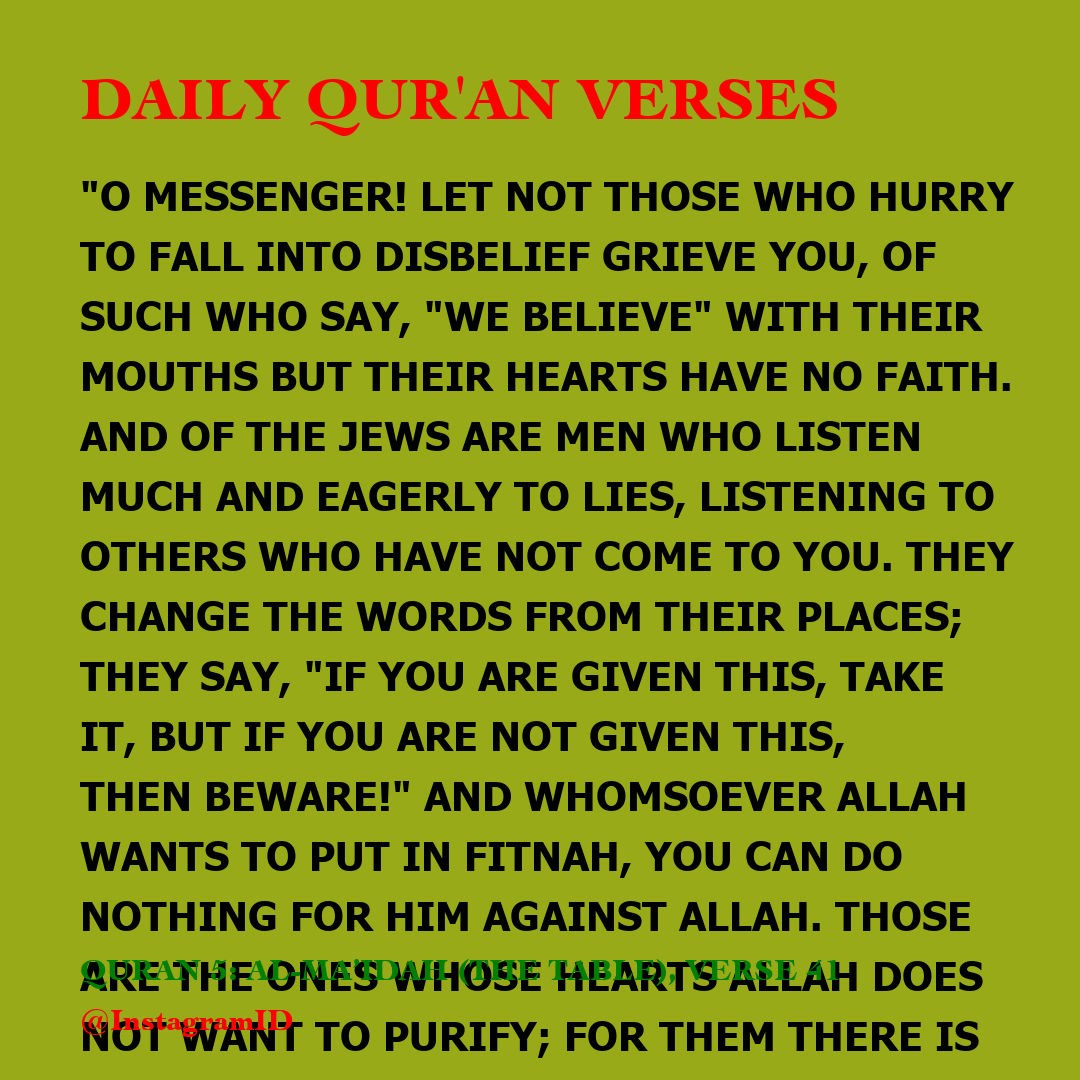 DAILY QUR'AN VERSES
"O MESSENGER! LET NOT THOSE WHO HURRY
TO FALL INTO DISBELIEF GRIEVE YOU, OF
SUCH WHO SAY, "WE BELIEVE" WITH THEIR
MOUTHS BUT THEIR HEARTS HAVE NO FAITH.
AND OF THE JEWS ARE MEN WHO LISTEN
MUCH AND EAGERLY TO LIES, LISTENING TO
OTHERS WHO HAVE NOT COME TO YOU. THEY
CHANGE THE WORDS FROM THEIR PLACES;
THEY SAY, "IF YOU ARE GIVEN THIS, TAKE
IT, BUT IF YOU ARE NOT GIVEN THIS,
THEN BEWARE!" AND WHOMSOEVER ALLAH
WANTS TO PUT IN FITNAH, YOU CAN DO
NOTHING FOR HIM AGAINST ALLAH. THOSE
QURAN 5: AL-MA'IDAH (THE TABLE), VERSE 41
ARE THE ONES WHOSE HEARTS ALLAH DOES
@InstagramID
NOT WANT TO PURIFY; FOR THEM THERE IS